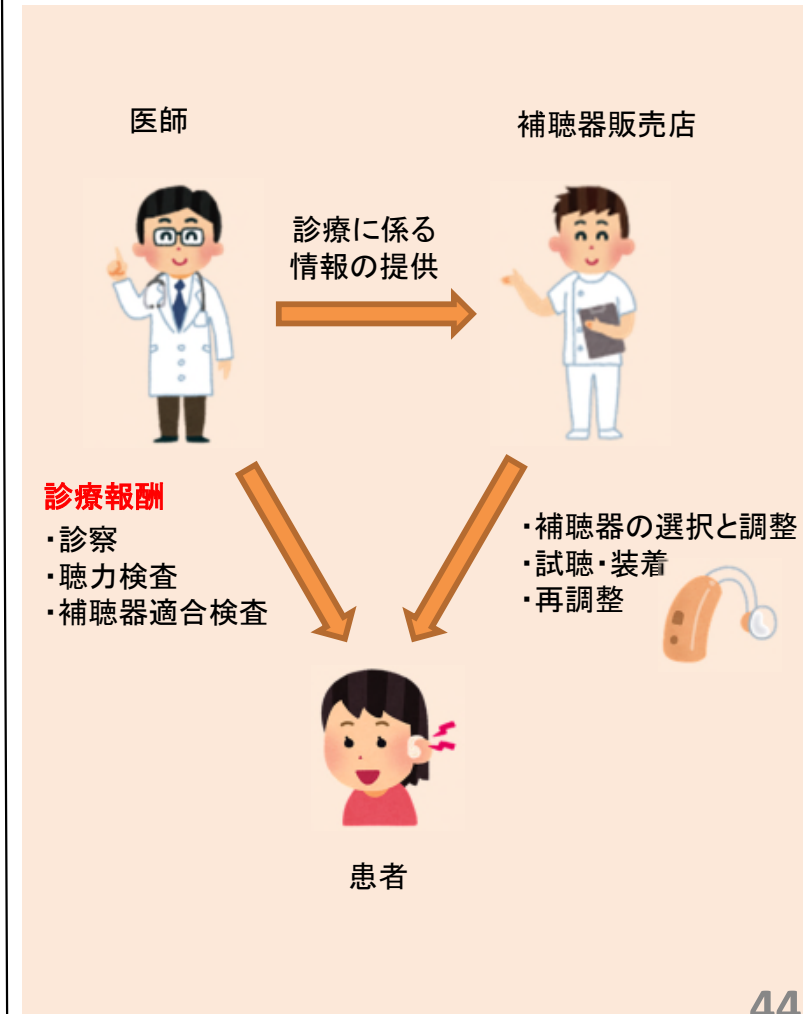 医師
補聴器販売店
診療に係る
情報の提供
診療報酬
・診察
・聴力検査
・補聴器適合検査
・補聴器の選択と調整
・試聴・装着
・再調整
患者
44